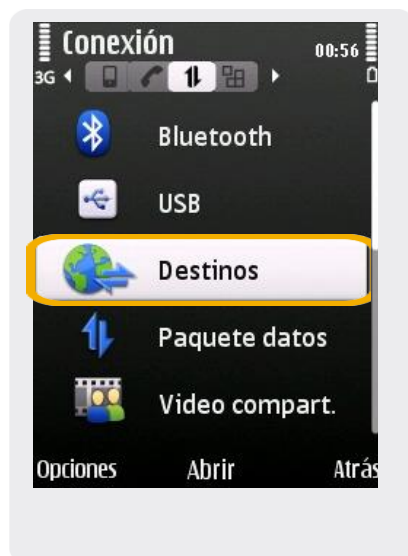 Conexión
00:56
3G
Bluetooth
USB
Destinos
Paquete datos
Video compart.
Opciones Abrir Atrás